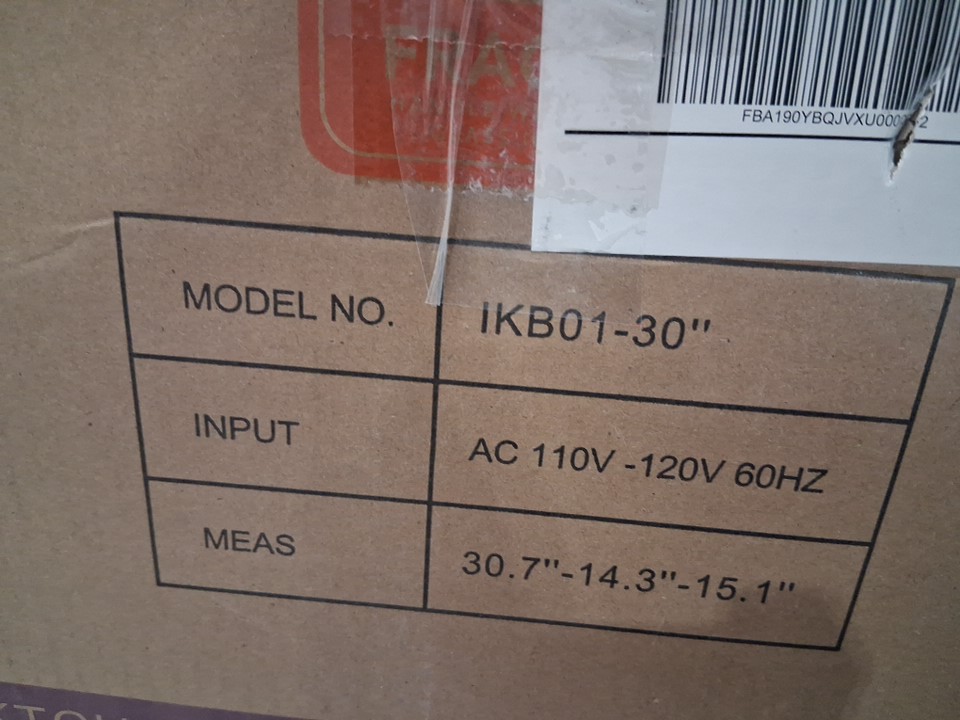 FBA190YBQJVXU000
MODEL NO. IKB01-30"
INPUT AC 110V -120V 60HZ
MEAS 30.7"-14.3"-15.1"